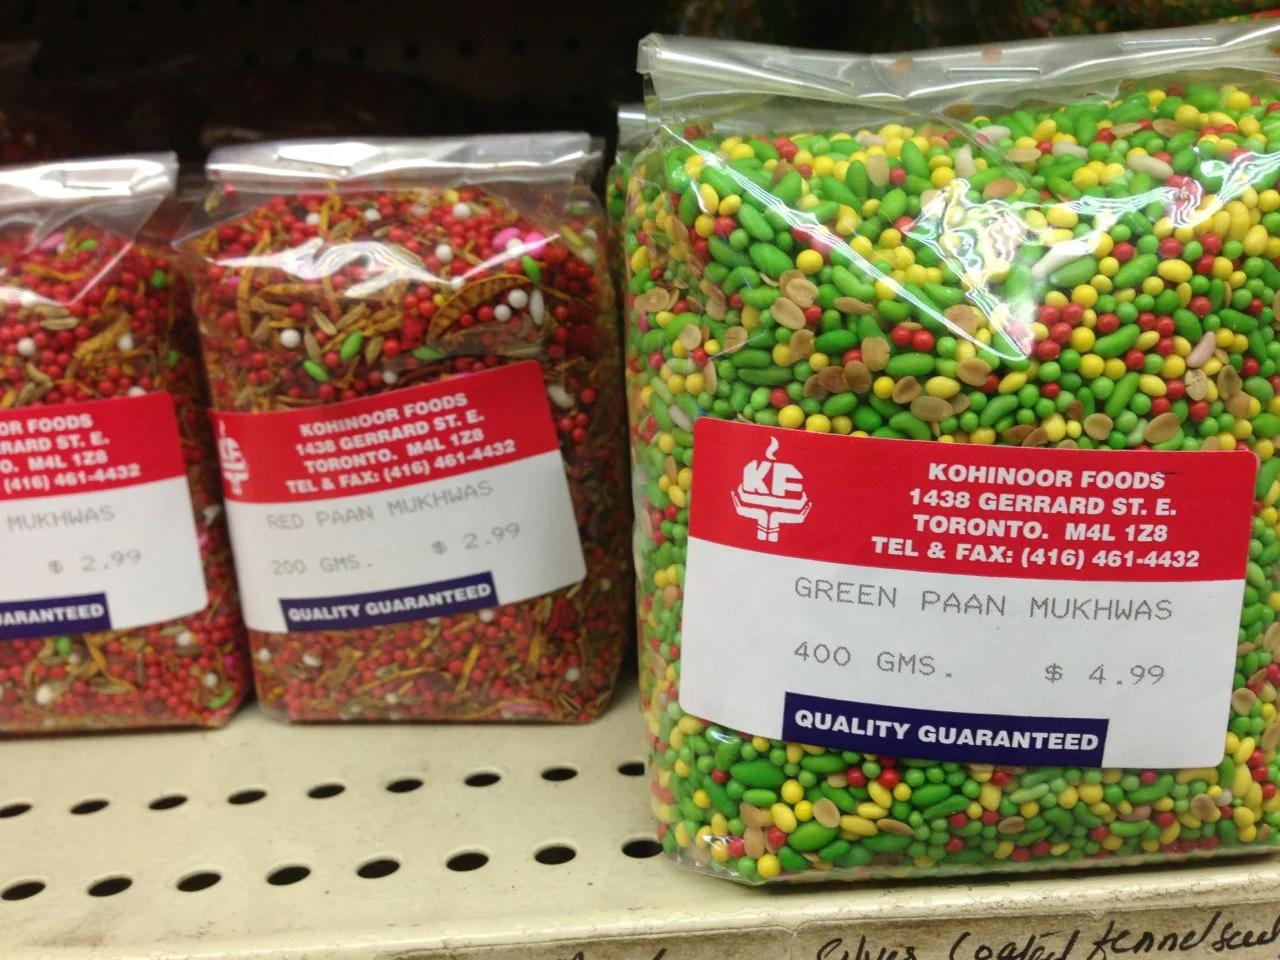 OR FOODS
RRARD ST. E.
O. M4L 1Z8
(416) 461-4432
MUKHWAS
$ 2.99
UARANTEED
KOHINOOR FOODS
1438 GERRARD ST. E.
TORONTO. M4L 1Z8
TEL & FAX: (416) 461-4432
RED PAAN MUKHWAS
200 GMS. $ 2.99
QUALITY GUARANTEED
KF
KOHINOOR FOODS
1438 GERRARD ST. E.
TORONTO. M4L 1Z8
TEL & FAX: (416) 461-4432
GREEN PAAN MUKHWAS
400 GMS. $ 4.99
QUALITY GUARANTEED
Silver Coated fennel seed